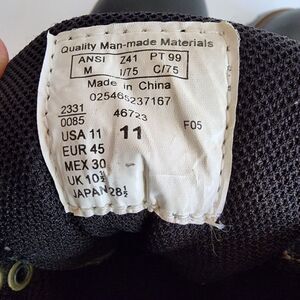 Quality Man-made Materials
ANSI Z41 PT 99
M I/75 C/75
Made in China
025465237167
2331 46723
0085 F05
USA 11 11
EUR 45
MEX 30
UK 10½
JAPAN 28½